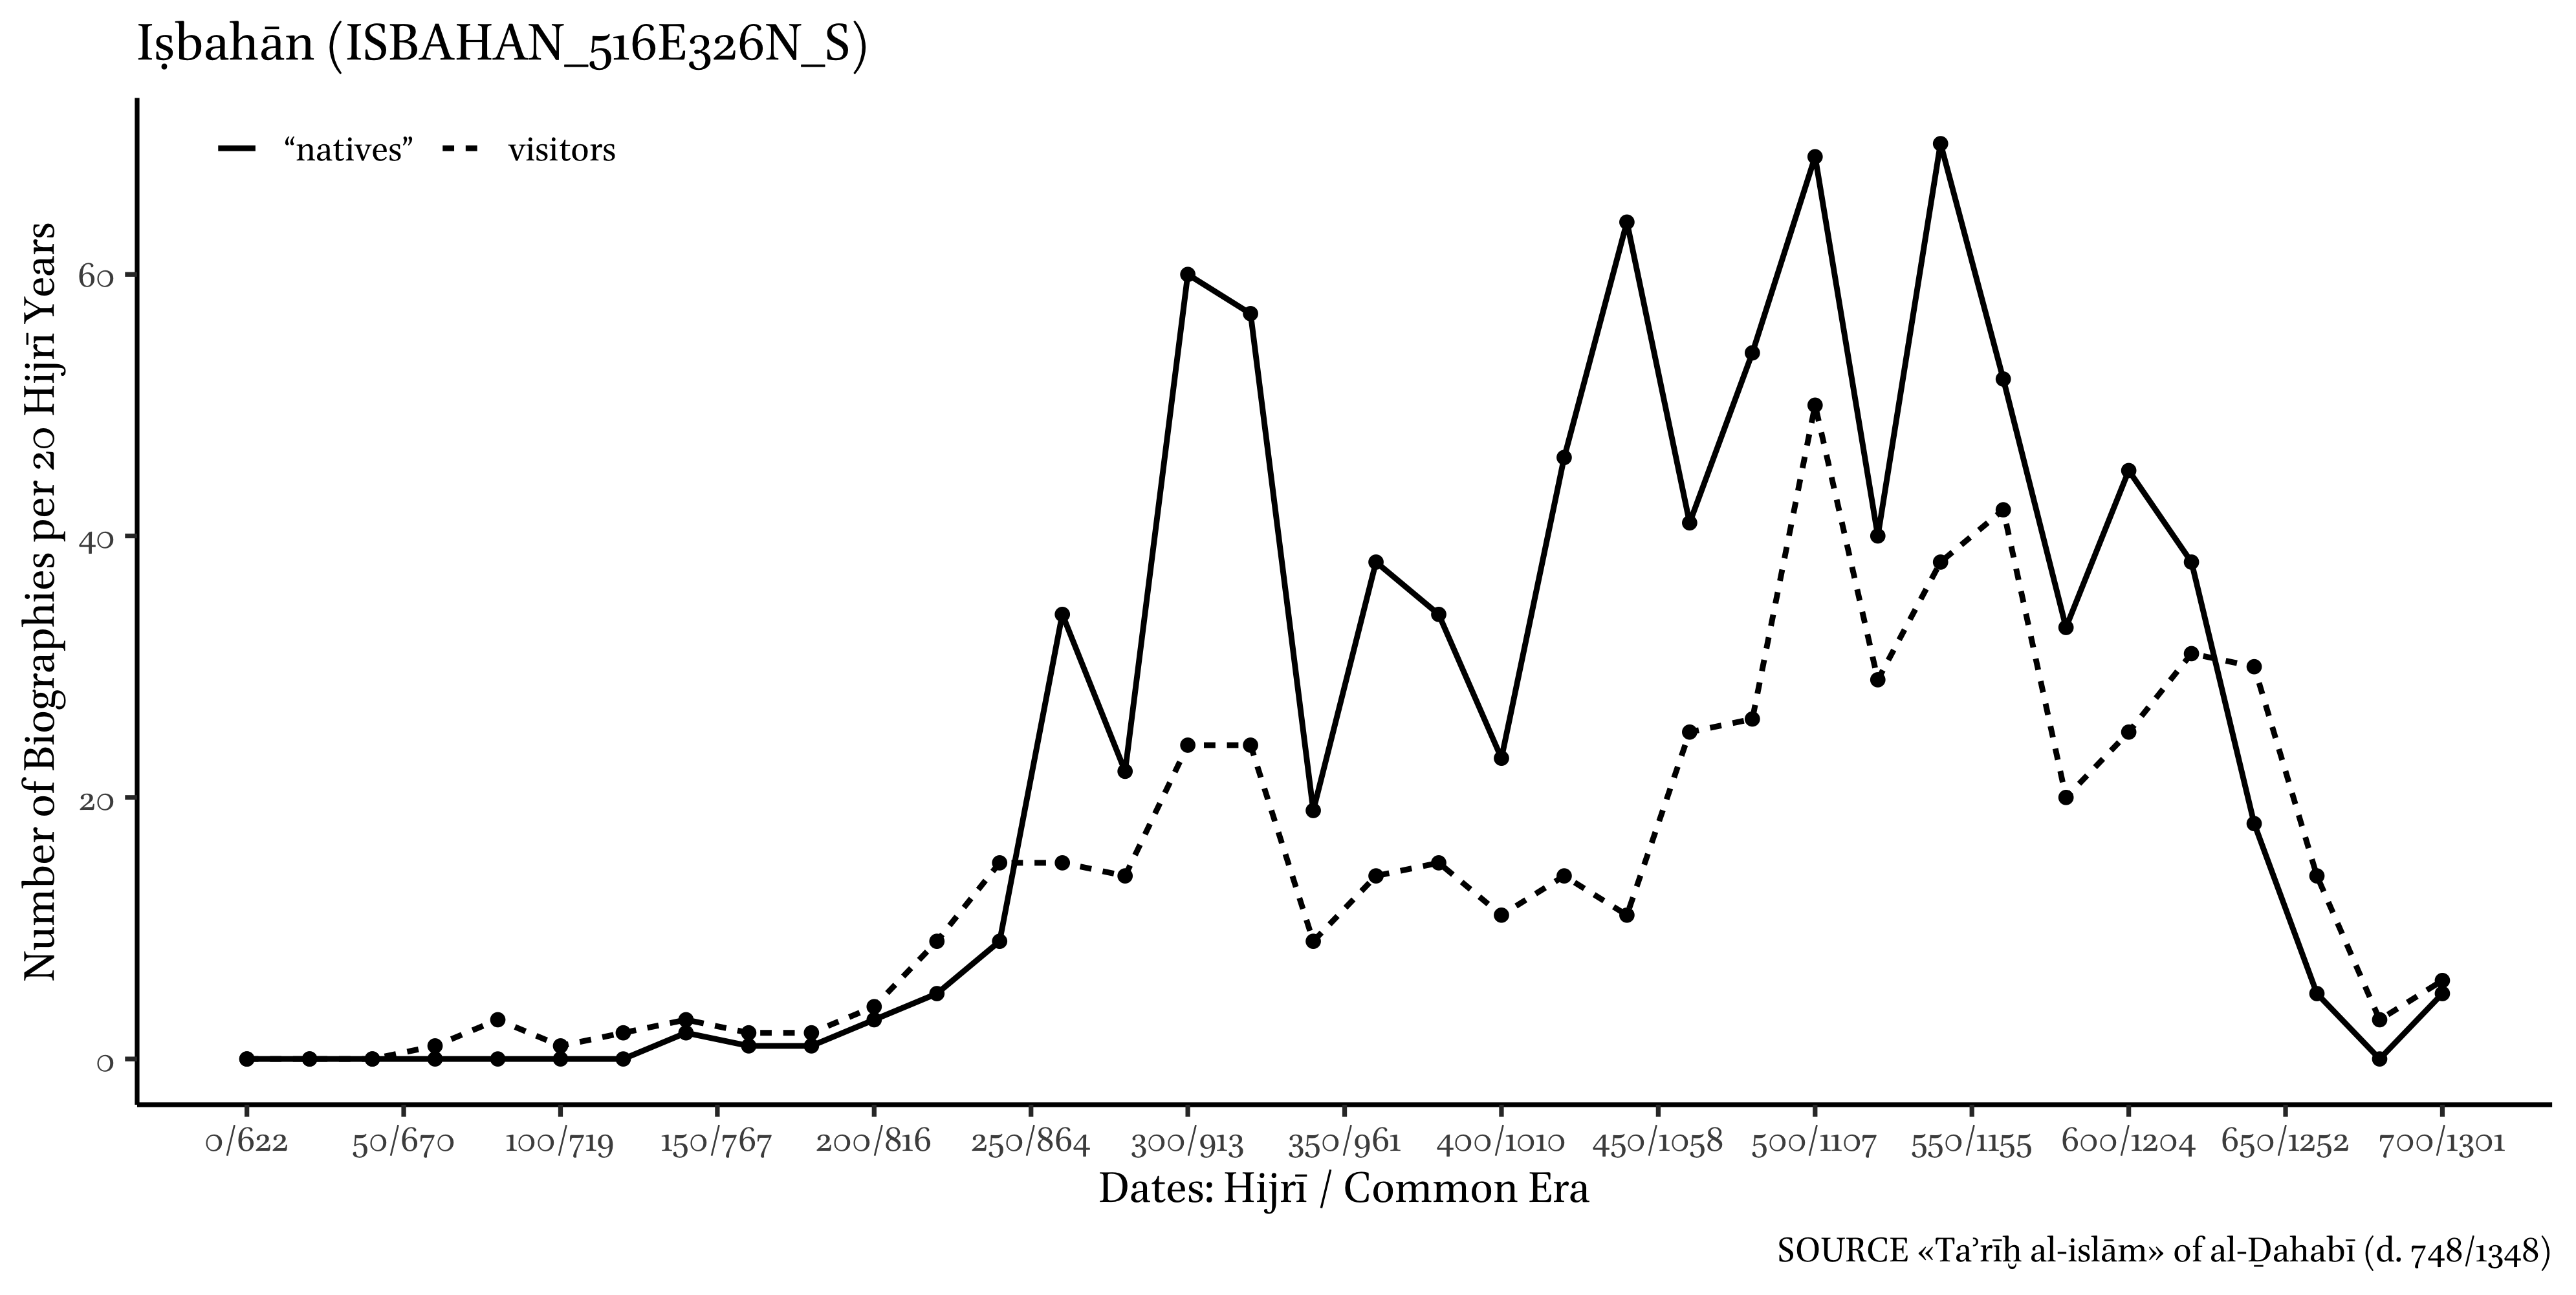 Iṣbahān (ISBAHAN_516E326N_S)
“natives” visitors
Number of Biographies per 20 Hijrī Years
60
40
20
0
0/622 50/670 100/719 150/767 200/816 250/864 300/913 350/961 400/1010 450/1058 500/1107 550/1155 600/1204 650/1252 700/1301
Dates: Hijrī / Common Era
SOURCE «Taʾrīḫ al-islām» of al-Ḏahabī (d. 748/1348)